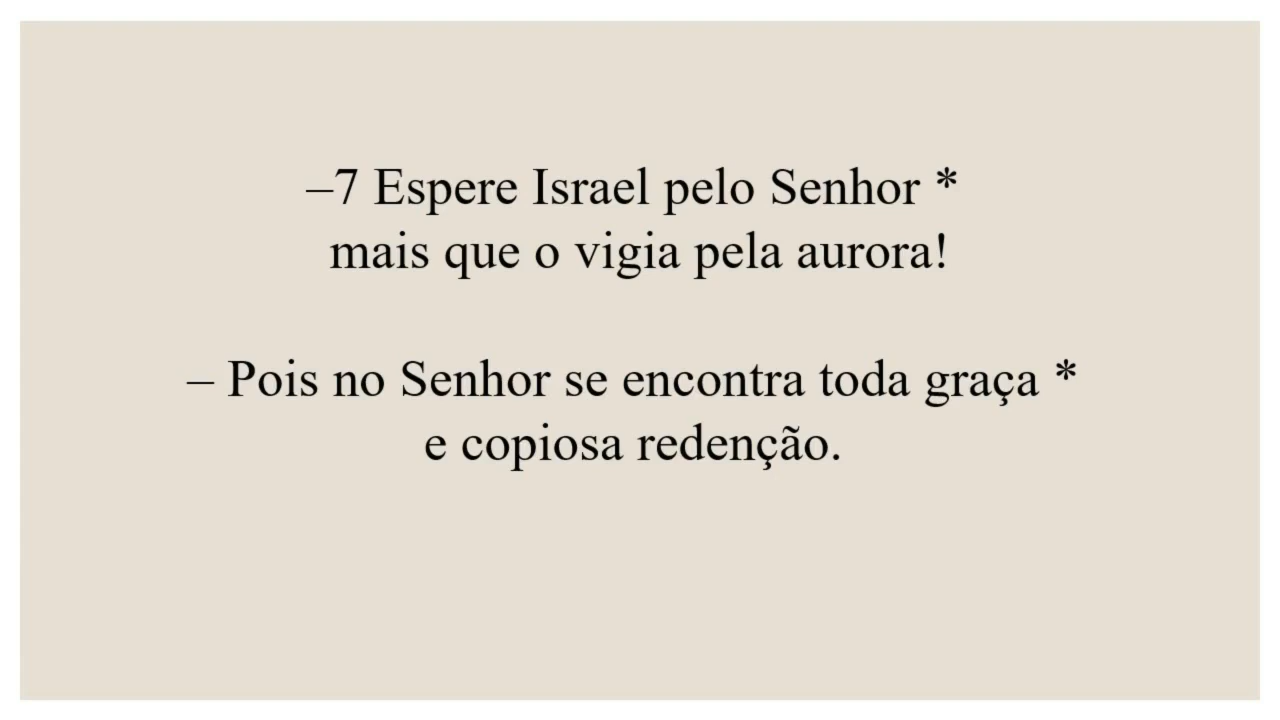 –7 Espere Israel pelo Senhor *
mais que o vigia pela aurora!
– Pois no Senhor se encontra toda graça *
e copiosa redenção.